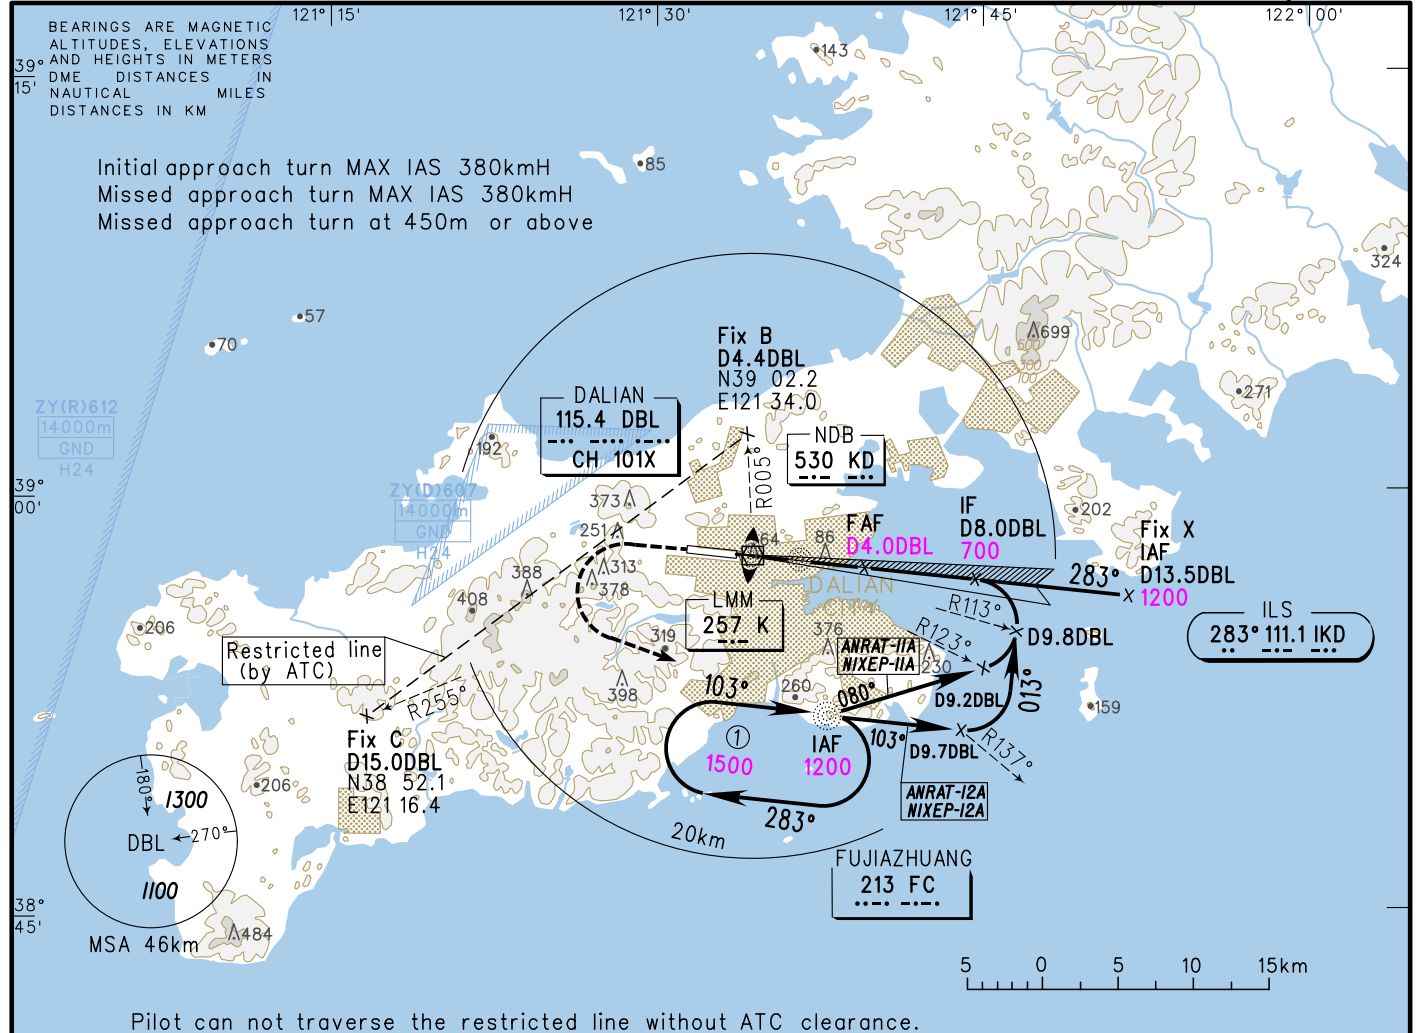 121° 15'
121° 30'
121° 45'
122° 00'
BEARINGS ARE MAGNETIC
ALTITUDES, ELEVATIONS
AND HEIGHTS IN METERS
DME DISTANCES IN
NAUTICAL MILES
DISTANCES IN KM
39°
15'
143
Initial approach turn MAX IAS 380kmH
Missed approach turn MAX IAS 380kmH
Missed approach turn at 450m or above
85
324
57
70
699
500
300
100
271
Fix B
D4.4DBL
N39 02.2
E121 34.0
DALIAN
115.4 DBL
CH 101X
NDB
530 KD
ZY(R)612
14000m
GND
H24
192
ZY(D)607
14000m
GND
H24
39°
00'
373
251
R005°
64
86
FAF
D4.0DBL
IF
D8.0DBL
700
202
Fix X
IAF
D13.5DBL
1200
283°
313
378
388
408
DALIAN
LMM
257 K
R113°
R123°
ILS
283° 111.1 IKD
206
319
376
ANRAT-11A
NIXEP-11A
230
D9.8DBL
Restricted line
(by ATC)
398
103°
260
080°
D9.2DBL
013°
159
R255°
Fix C
D15.0DBL
N38 52.1
E121 16.4
1
1500
IAF
1200
103°
D9.7DBL
R137°
ANRAT-12A
NIXEP-12A
283°
20km
180°
1300
206
DBL
270°
1100
MSA 46km
FUJIAZHUANG
213 FC
38°
45'
484
5 0 5 10 15km
Pilot can not traverse the restricted line without ATC clearance.